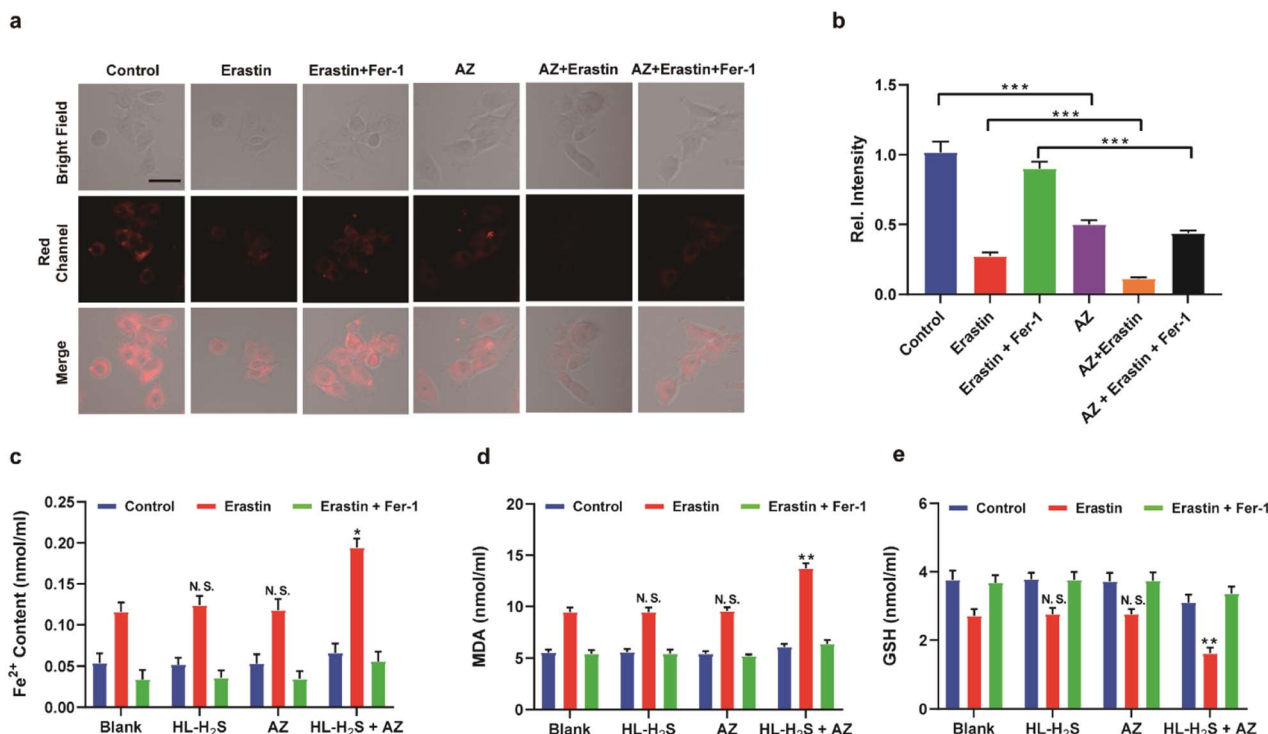 a
Control Erastin Erastin+Fer-1 AZ AZ+Erastin AZ+Erastin+Fer-1
Bright Field
Red
Channel
Merge
b
Rel. Intensity
1.5
1.0
0.5
0.0
***
***
***
Control
Erastin
Erastin + Fer-1
AZ
AZ+Erastin
AZ + Erastin + Fer-1
c
Control Erastin Erastin + Fer-1
Fe²⁺ Content (nmol/ml)
0.25
0.20
0.15
0.10
0.05
0.00
N. S.
N. S.
*
Blank HL-H₂S AZ HL-H₂S + AZ
d
Control Erastin Erastin + Fer-1
MDA (nmol/ml)
20
15
10
5
0
N. S.
N. S.
**
Blank HL-H₂S AZ HL-H₂S + AZ
e
Control Erastin Erastin + Fer-1
GSH (nmol/ml)
6
4
2
0
N. S.
N. S.
**
Blank HL-H₂S AZ HL-H₂S + AZ